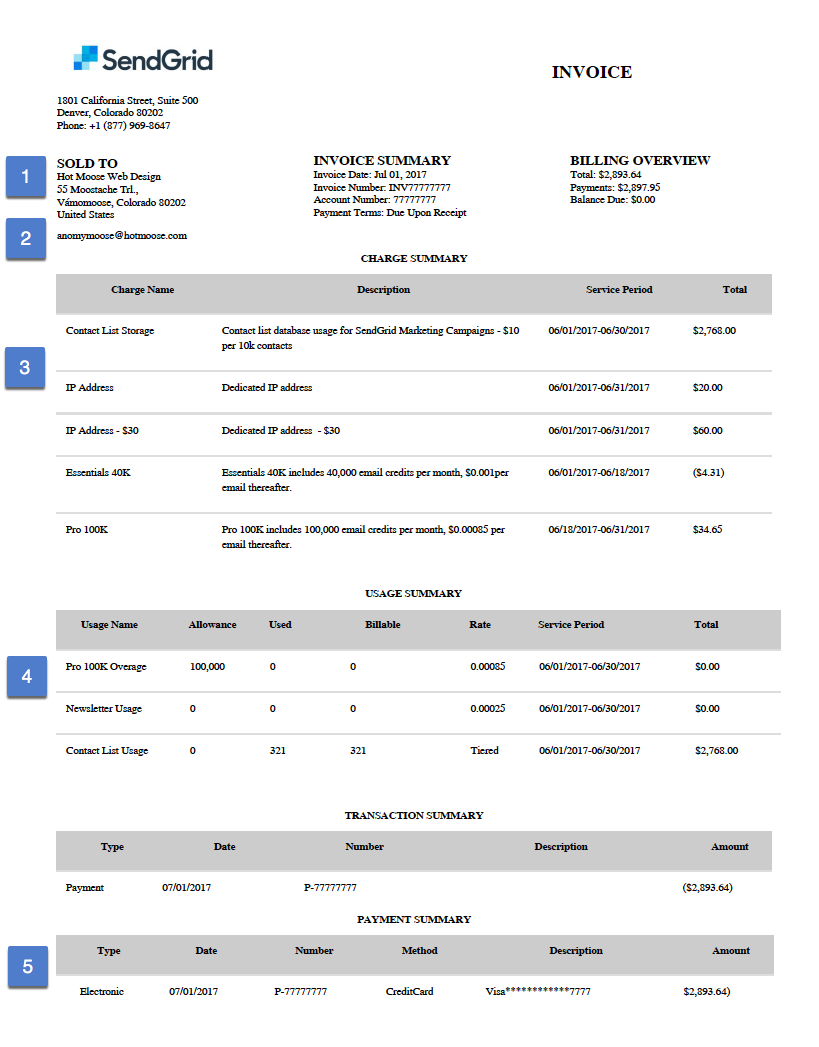 SendGrid
INVOICE
1801 California Street, Suite 500
Denver, Colorado 80202
Phone: +1 (877) 969-8647
1
SOLD TO
Hot Moose Web Design
55 Moostache Trl.,
Vámomoose, Colorado 80202
United States
2
anomymoose@hotmoose.com
INVOICE SUMMARY
Invoice Date: Jul 01, 2017
Invoice Number: INV77777777
Account Number: 77777777
Payment Terms: Due Upon Receipt
BILLING OVERVIEW
Total: $2,893.64
Payments: $2,897.95
Balance Due: $0.00
CHARGE SUMMARY
Charge Name Description Service Period Total
Contact List Storage Contact list database usage for SendGrid Marketing Campaigns - $10 06/01/2017-06/30/2017 $2,768.00
per 10k contacts
3
IP Address Dedicated IP address 06/01/2017-06/31/2017 $20.00
IP Address - $30 Dedicated IP address - $30 06/01/2017-06/31/2017 $60.00
Essentials 40K Essentials 40K includes 40,000 email credits per month, $0.001per 06/01/2017-06/18/2017 ($4.31)
email thereafter.
Pro 100K Pro 100K includes 100,000 email credits per month, $0.00085 per 06/18/2017-06/31/2017 $34.65
email thereafter.
USAGE SUMMARY
Usage Name Allowance Used Billable Rate Service Period Total
4
Pro 100K Overage 100,000 0 0 0.00085 06/01/2017-06/30/2017 $0.00
Newsletter Usage 0 0 0 0.00025 06/01/2017-06/30/2017 $0.00
Contact List Usage 0 321 321 Tiered 06/01/2017-06/30/2017 $2,768.00
TRANSACTION SUMMARY
Type Date Number Description Amount
Payment 07/01/2017 P-77777777 ($2,893.64)
PAYMENT SUMMARY
Type Date Number Method Description Amount
5
Electronic 07/01/2017 P-77777777 CreditCard Visa************7777 $2,893.64)